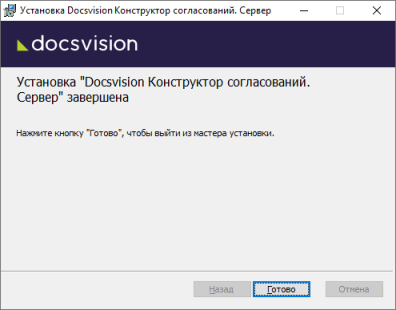 Установка Docsvision Конструктор согласований. Сервер
docsvision
Установка "Docsvision Конструктор согласований.
Сервер" завершена
Нажмите кнопку "Готово", чтобы выйти из мастера установки.
Назад
Готово
Отмена